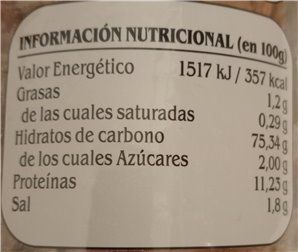 INFORMACIÓN NUTRICIONAL (en 100g)
Valor Energético 1517 kJ / 357 kcal
Grasas 1,2 g
de las cuales saturadas 0,29 g
Hidratos de carbono 75,34 g
de los cuales Azúcares 2,00 g
Proteínas 11,23 g
Sal 1,8 g